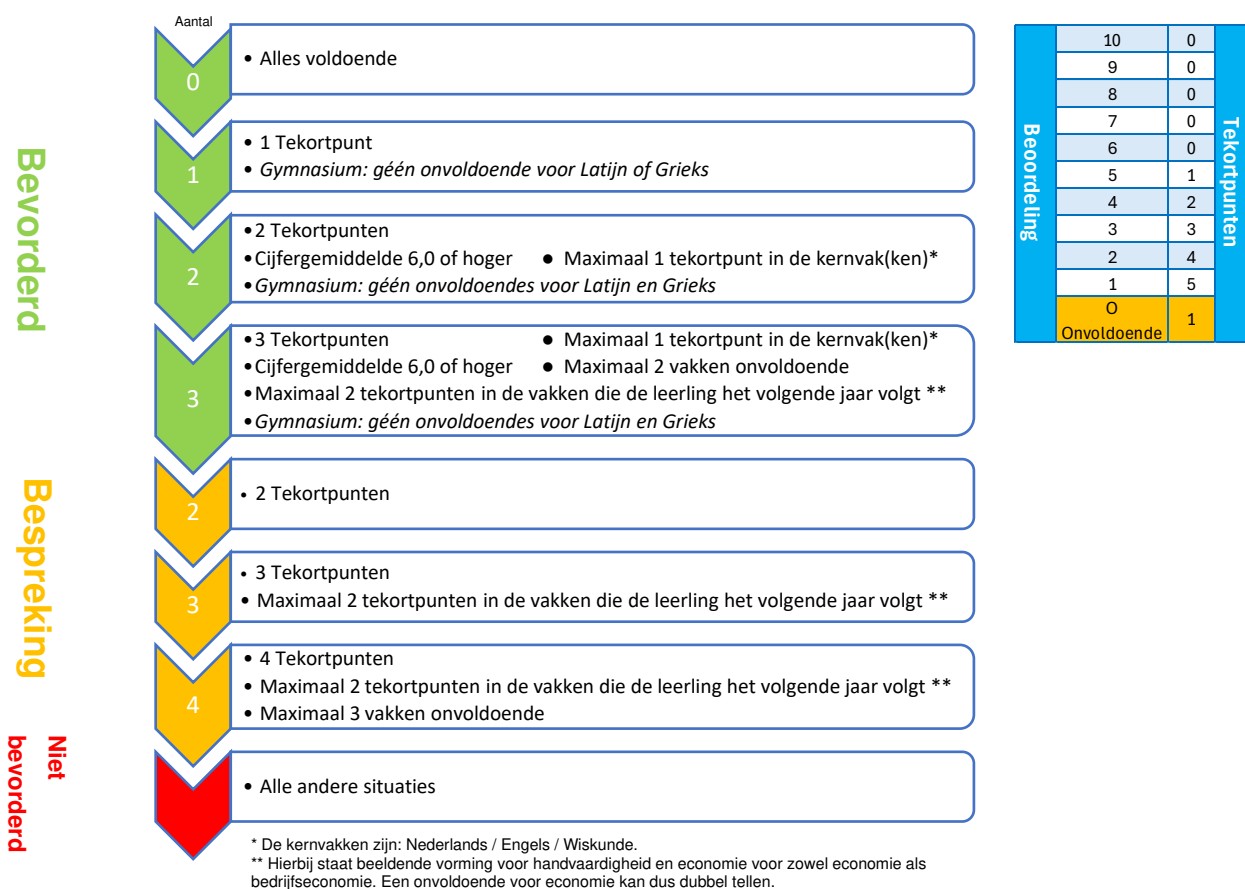 Aantal
Bevorderd
0
• Alles voldoende
1
• 1 Tekortpunt
• Gymnasium: géén onvoldoende voor Latijn of Grieks
2
•2 Tekortpunten
•Cijfergemiddelde 6,0 of hoger ● Maximaal 1 tekortpunt in de kernvak(ken)*
•Gymnasium: géén onvoldoendes voor Latijn en Grieks
3
•3 Tekortpunten ● Maximaal 1 tekortpunt in de kernvak(ken)*
•Cijfergemiddelde 6,0 of hoger ● Maximaal 2 vakken onvoldoende
•Maximaal 2 tekortpunten in de vakken die de leerling het volgende jaar volgt **
•Gymnasium: géén onvoldoendes voor Latijn en Grieks
Bespreking
2
• 2 Tekortpunten
3
• 3 Tekortpunten
• Maximaal 2 tekortpunten in de vakken die de leerling het volgende jaar volgt **
4
• 4 Tekortpunten
• Maximaal 2 tekortpunten in de vakken die de leerling het volgende jaar volgt **
• Maximaal 3 vakken onvoldoende
Niet
bevorderd
• Alle andere situaties
* De kernvakken zijn: Nederlands / Engels / Wiskunde.
** Hierbij staat beeldende vorming voor handvaardigheid en economie voor zowel economie als
bedrijfseconomie. Een onvoldoende voor economie kan dus dubbel tellen.
Beoordeling
Tekortpunten
10 0
9 0
8 0
7 0
6 0
5 1
4 2
3 3
2 4
1 5
O
Onvoldoende 1